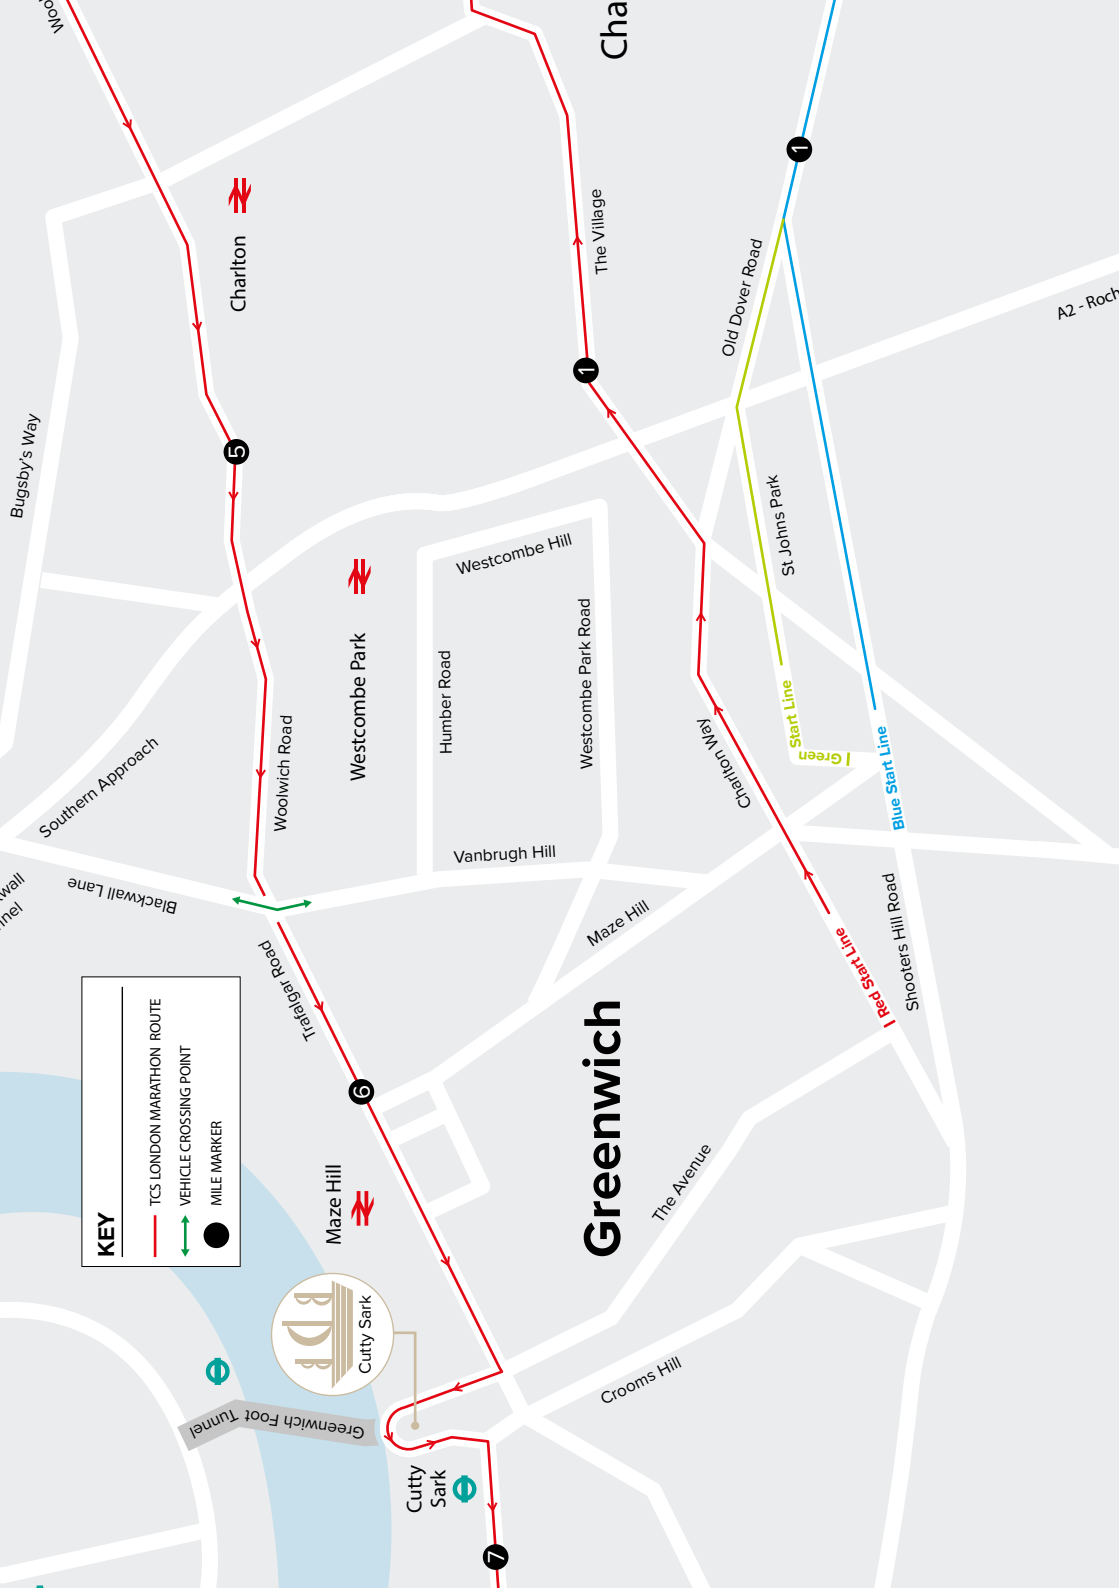 Woo
Cha
1
Charlton
The Village
Old Dover Road
A2 - Roch
1
Bugsby's Way
5
St Johns Park
Westcombe Hill
Westcombe Park
Humber Road
Westcombe Park Road
Start Line
Green
Blue Start Line
Charlton Way
Southern Approach
Woolwich Road
Vanbrugh Hill
Blackwall Lane
wall
nel
Maze Hill
Red Start Line
Shooters Hill Road
Trafalgar Road
KEY
TCS LONDON MARATHON ROUTE
VEHICLE CROSSING POINT
MILE MARKER
6
Greenwich
Maze Hill
The Avenue
Cutty Sark
Crooms Hill
Greenwich Foot Tunnel
Cutty
Sark
7